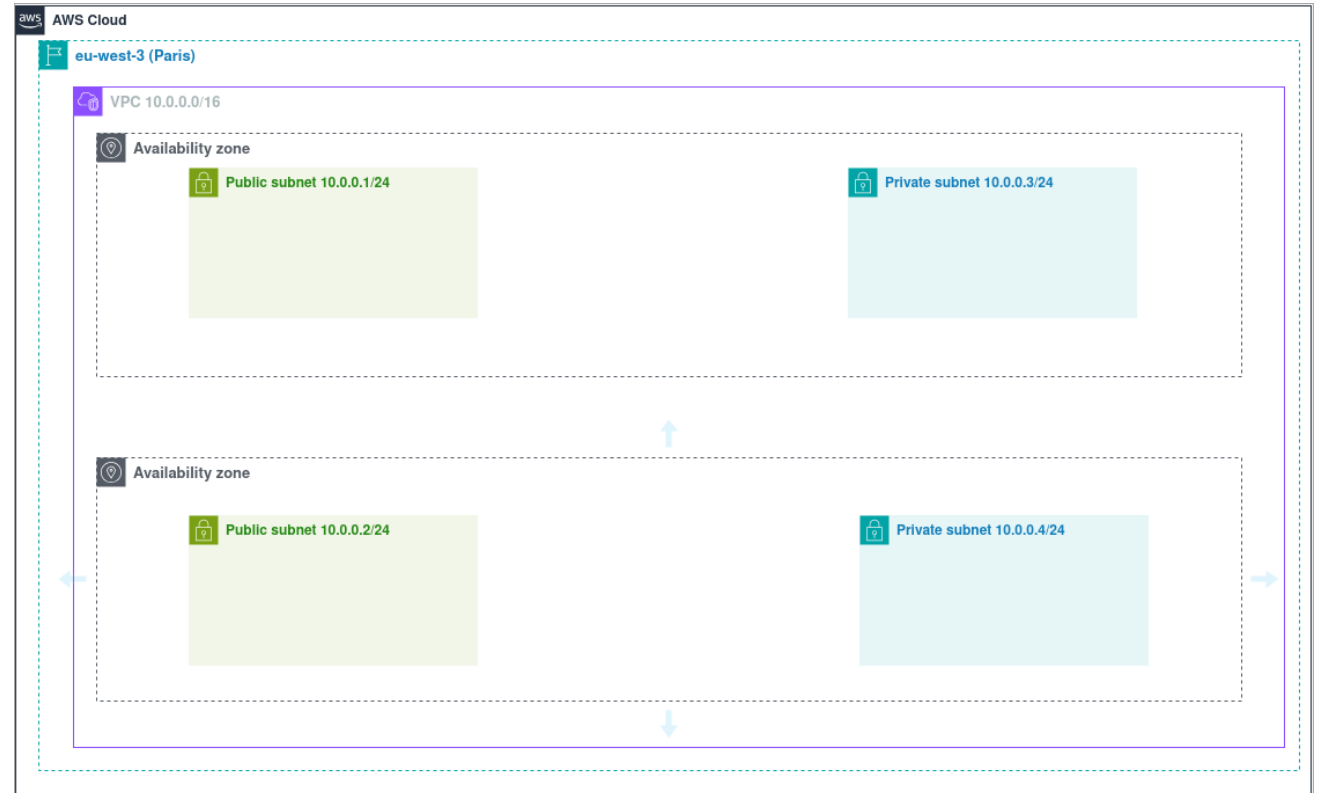 aws AWS Cloud
eu-west-3 (Paris)
VPC 10.0.0.0/16
Availability zone
Public subnet 10.0.0.1/24
Private subnet 10.0.0.3/24
Availability zone
Public subnet 10.0.0.2/24
Private subnet 10.0.0.4/24